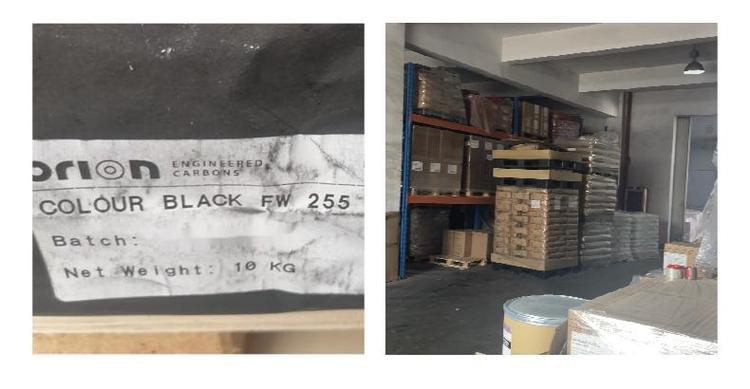 orion ENGINEERED
CARBONS
COLOUR BLACK FW 255
Batch:
Net Weight: 10 KG